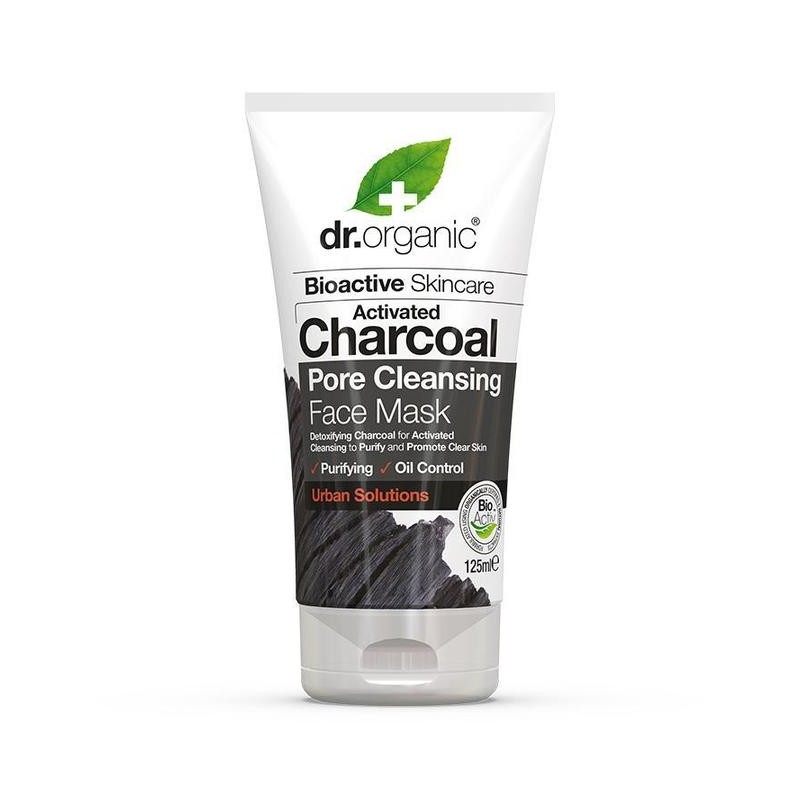 dr.organic®
Bioactive Skincare
Activated
Charcoal
Pore Cleansing
Face Mask
Detoxifying Charcoal for Activated
Cleansing to Purify and Promote Clear Skin
✓Purifying ✓Oil Control
Urban Solutions
Bio
Activ
125ml℮